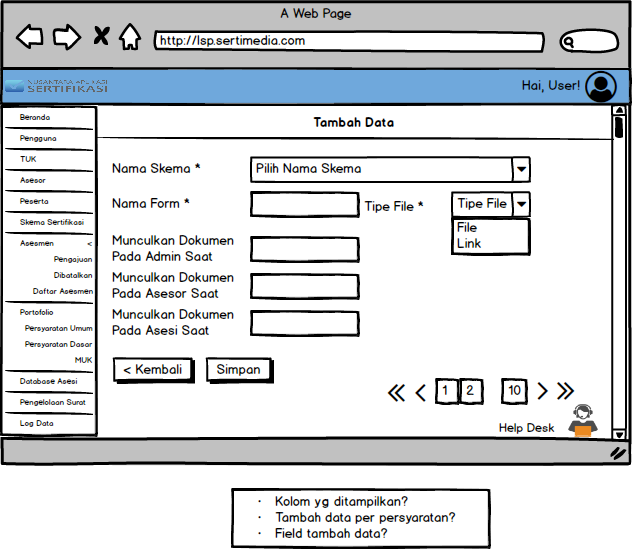 A Web Page
http://lsp.sertimedia.com
NUSANTARA APLIKASI
SERTIFIKASI
Hai, User!
Beranda
Pengguna
TUK
Asesor
Peserta
Skema Sertifikasi
Asesmen <
Pengajuan
Dibatalkan
Daftar Asesmen
Portofolio
Persyaratan Umum
Persyaratan Dasar
MUK
Database Asesi
Pengelolaan Surat
Log Data
Tambah Data
Nama Skema * Pilih Nama Skema
Nama Form * Tipe File * Tipe File
File
Link
Munculkan Dokumen
Pada Admin Saat
Munculkan Dokumen
Pada Asesor Saat
Munculkan Dokumen
Pada Asesi Saat
< Kembali Simpan
1 2 10
Help Desk
· Kolom yg ditampilkan?
· Tambah data per persyaratan?
· Field tambah data?